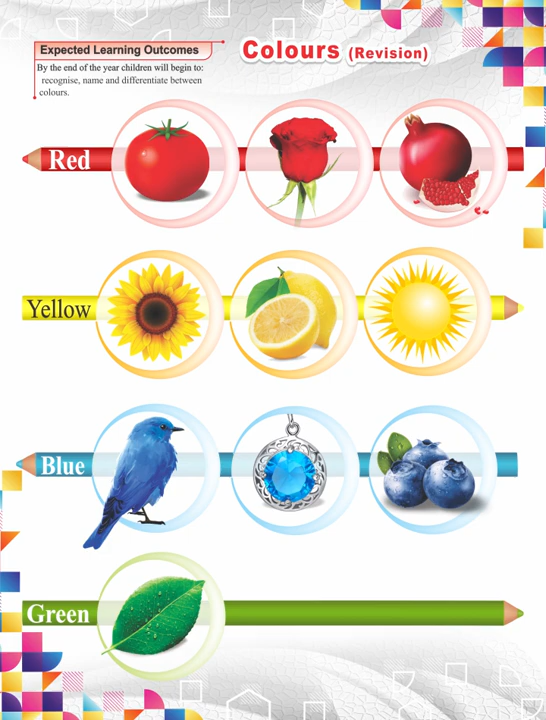 Expected Learning Outcomes
Colours (Revision)
By the end of the year children will begin to:
recognise, name and differentiate between
colours.
Red
Yellow
Blue
Green